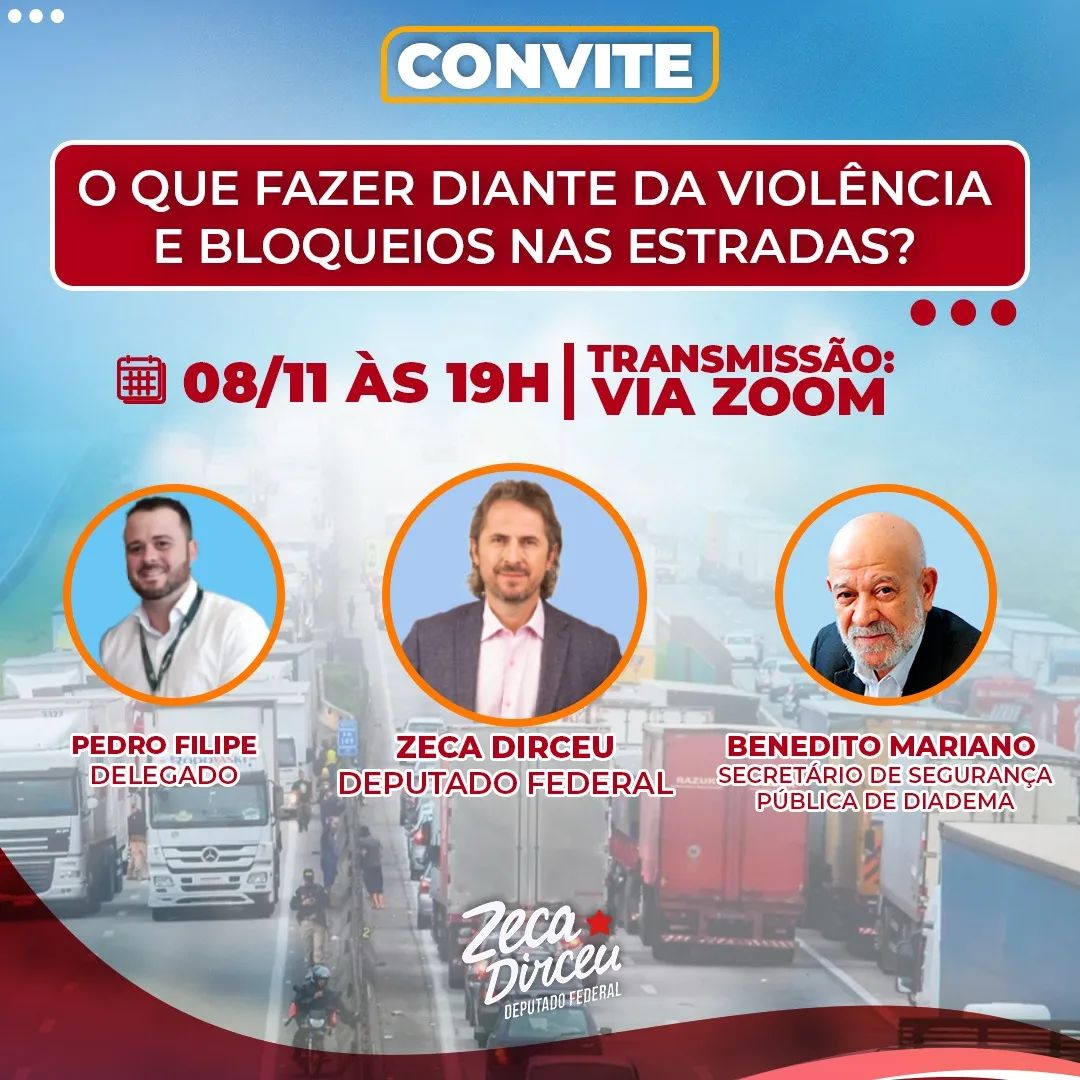 CONVITE
O QUE FAZER DIANTE DA VIOLÊNCIA
E BLOQUEIOS NAS ESTRADAS?
08/11 ÀS 19H
TRANSMISSÃO:
VIA ZOOM
PEDRO FILIPE
DELEGADO
ZECA DIRCEU
DEPUTADO FEDERAL
BENEDITO MARIANO
SECRETÁRIO DE SEGURANÇA
PÚBLICA DE DIADEMA
Zeca
Dirceu
DEPUTADO FEDERAL